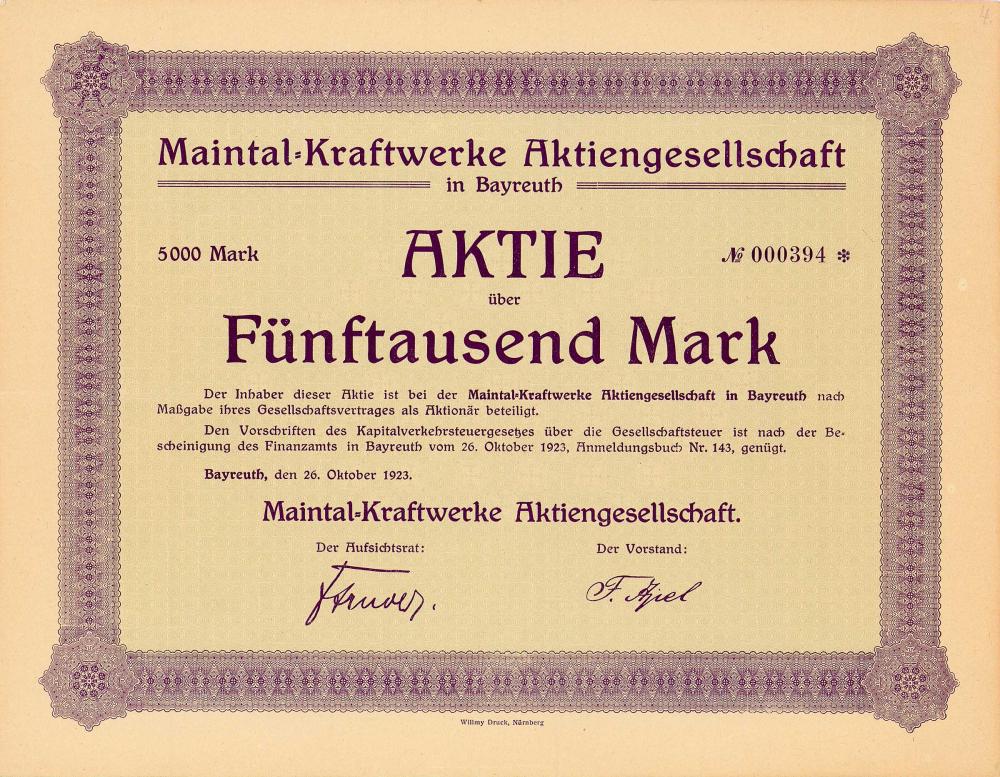 4.
Maintal-Kraftwerke Aktiengesellschaft
in Bayreuth
5000 Mark
AKTIE
№ 000394 *
über
Fünftausend Mark
Der Inhaber dieser Aktie ist bei der Maintal-Kraftwerke Aktiengesellschaft in Bayreuth nach
Maßgabe ihres Gesellschaftsvertrages als Aktionär beteiligt.
Den Vorschriften des Kapitalverkehrsteuergesetzes über die Gesellschaftsteuer ist nach der Be-
scheinigung des Finanzamts in Bayreuth vom 26. Oktober 1923, Anmeldungsbuch Nr. 143, genügt.
Bayreuth, den 26. Oktober 1923.
Maintal-Kraftwerke Aktiengesellschaft.
Der Aufsichtsrat:
Der Vorstand:
F.
Willmy Druck, Nürnberg